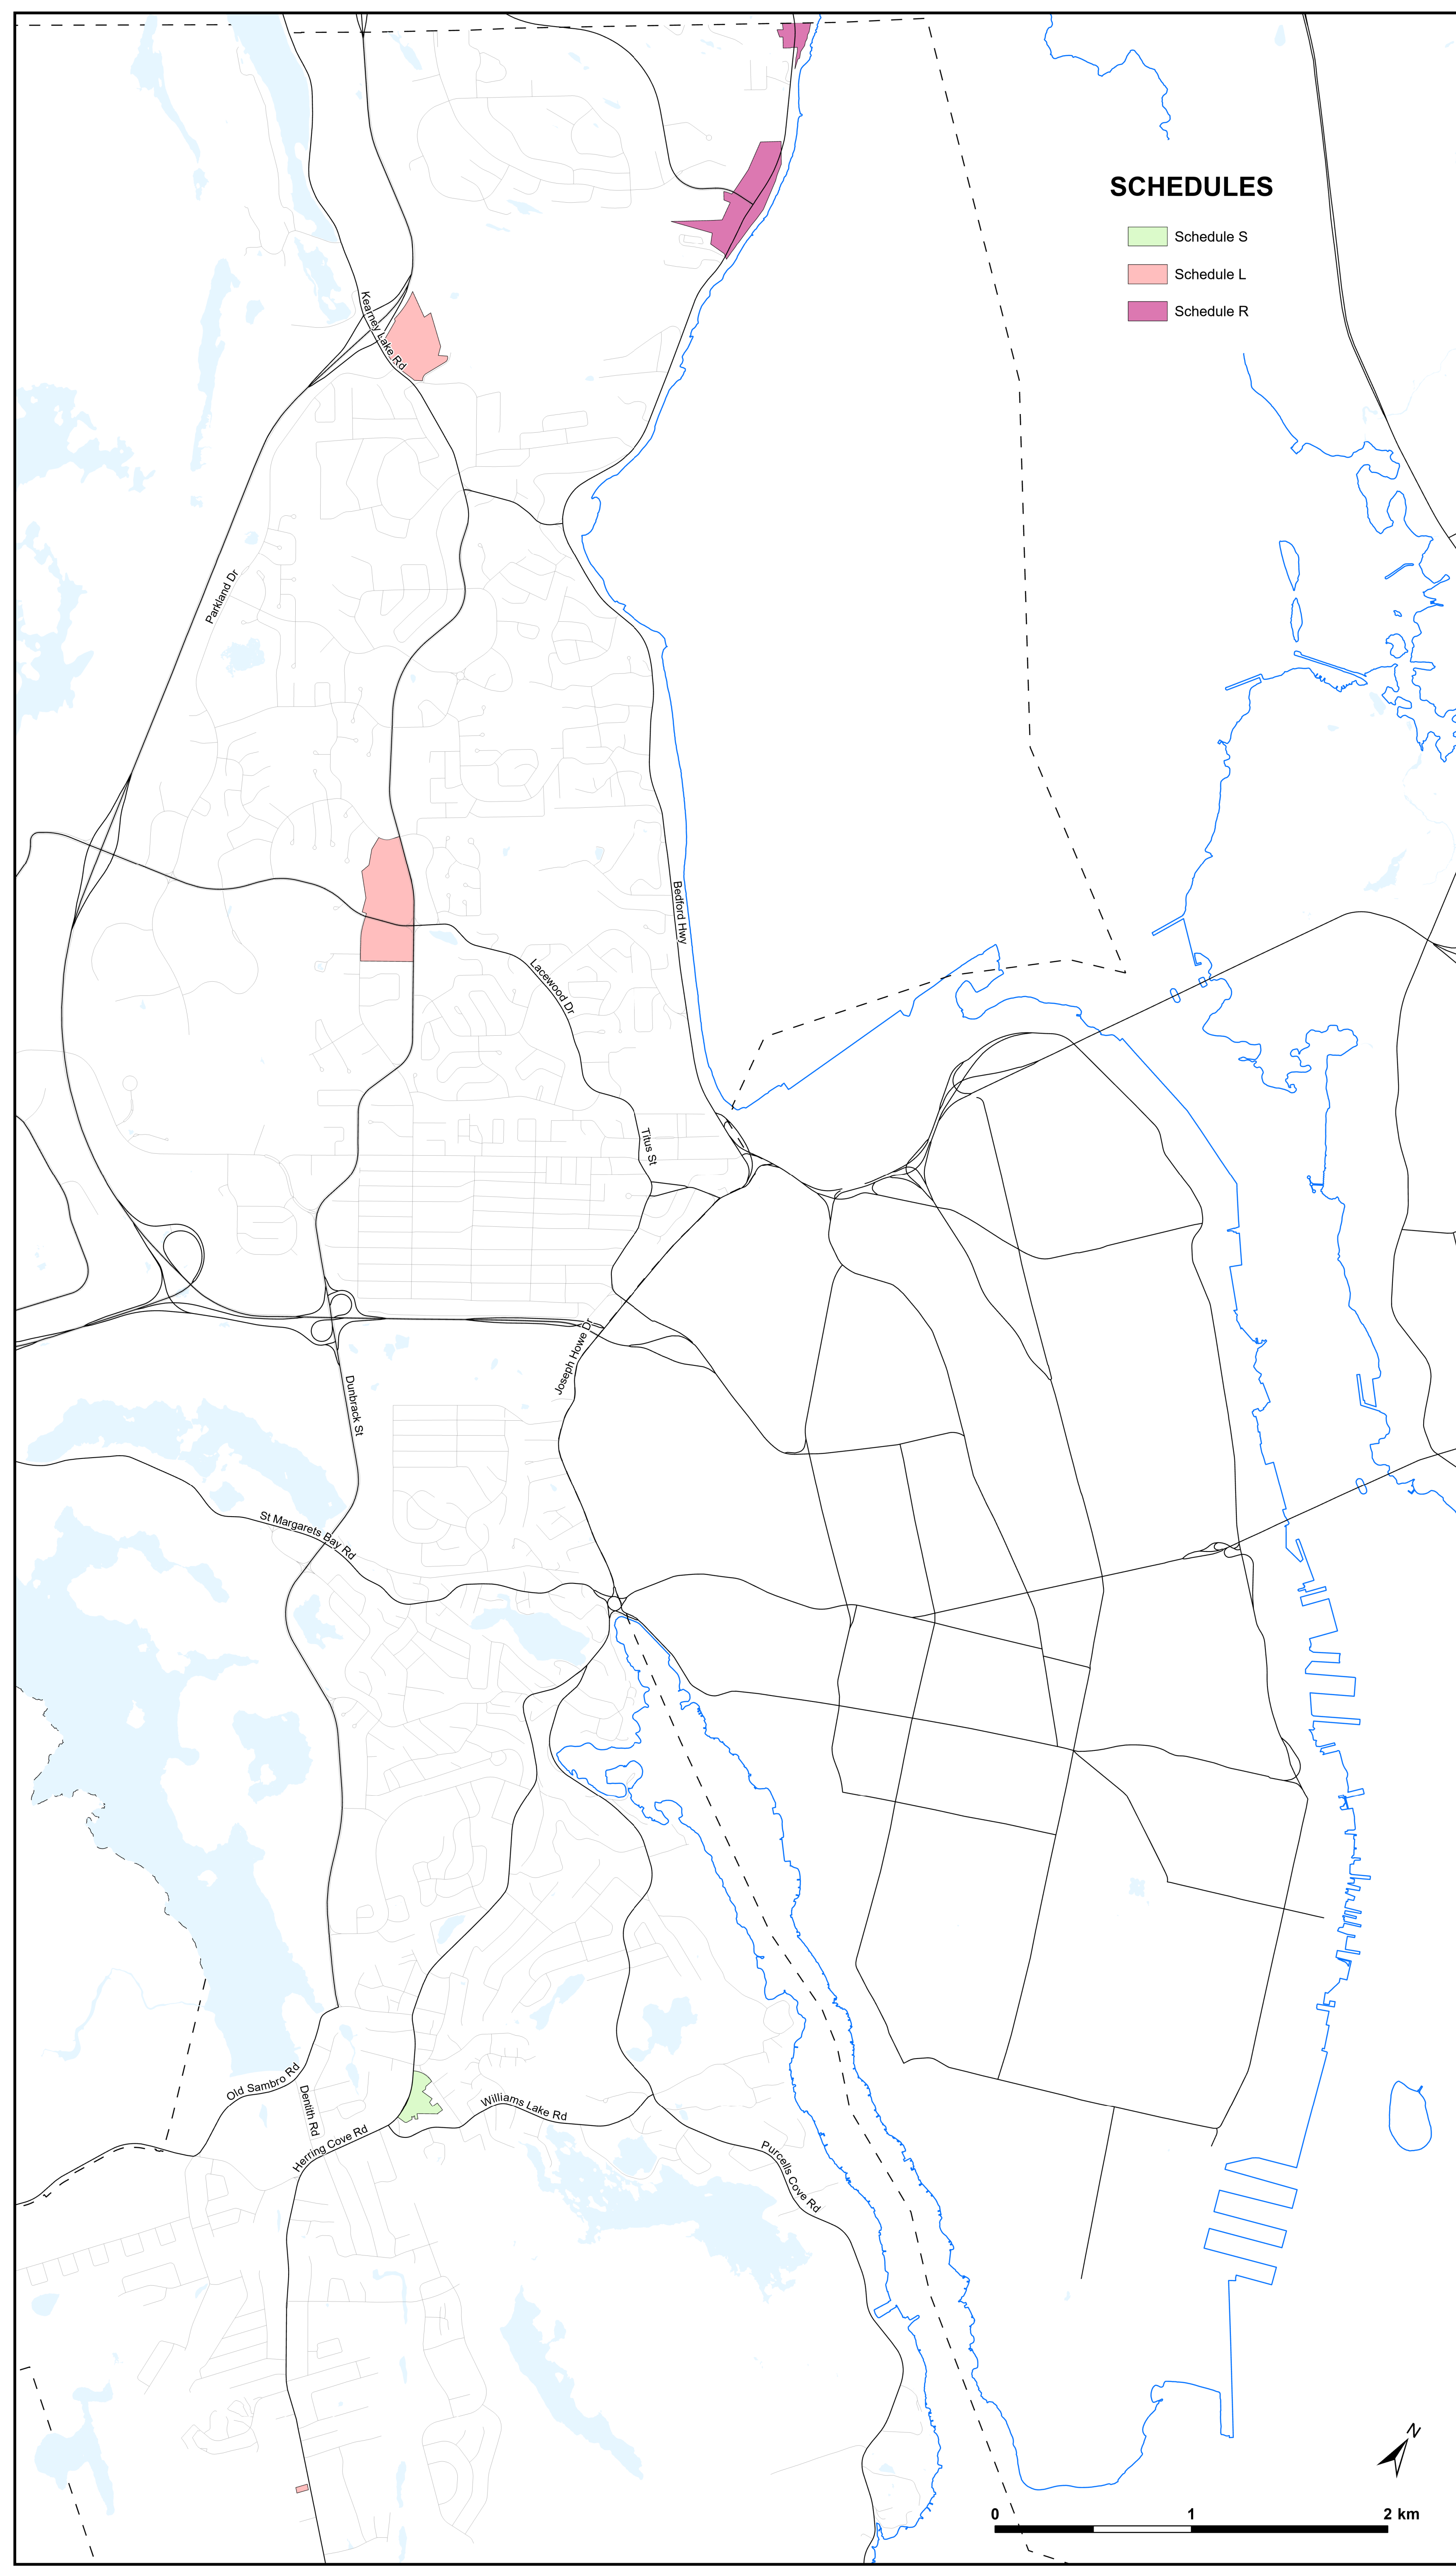 SCHEDULES
Schedule S
Schedule L
Schedule R
Kearney Lake Rd
Parkland Dr
Bedford Hwy
Lacewood Dr
Titus St
Joseph Howe Dr
Dunbrack St
St Margarets Bay Rd
Old Sambro Rd
Dentith Rd
Williams Lake Rd
Herring Cove Rd
Purcells Cove Rd
N
0 1 2 km